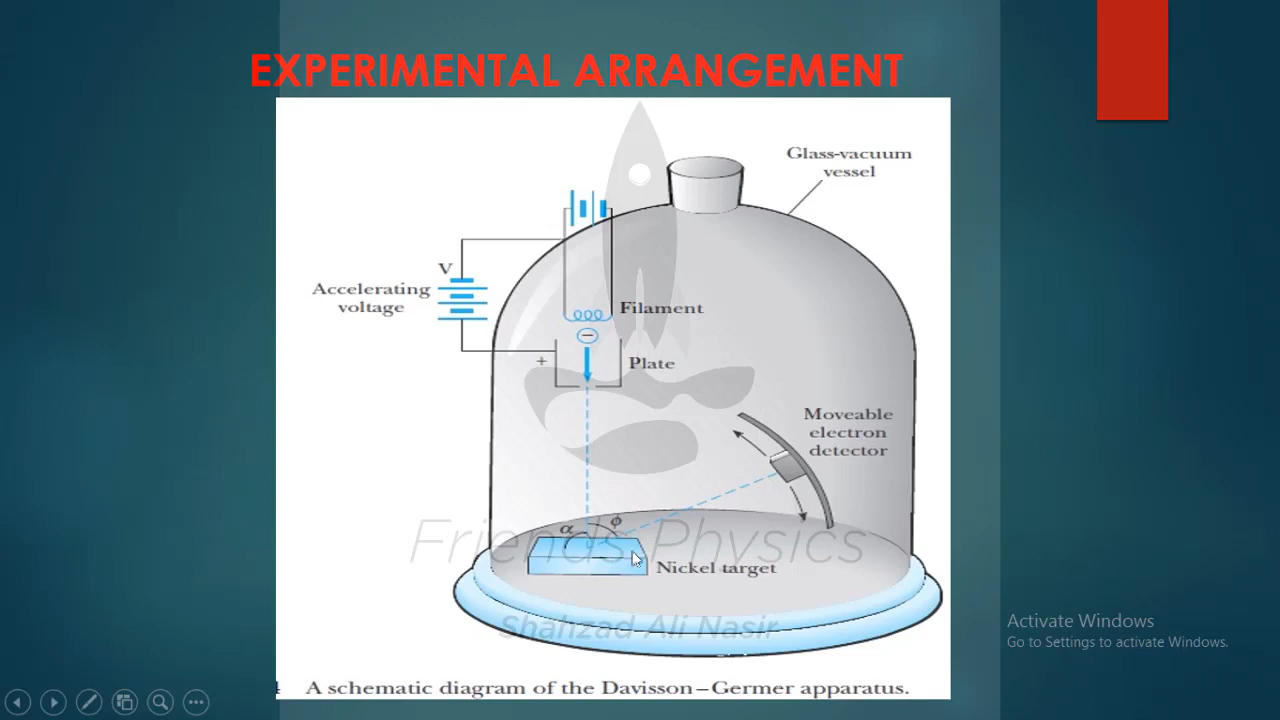 EXPERIMENTAL ARRANGEMENT
Glass-vacuum
vessel
V
Accelerating
voltage
Filament
−
+
Plate
Moveable
electron
detector
α
ϕ
Friends Physics
Nickel target
Shahzad Ali Nasir
A schematic diagram of the Davisson–Germer apparatus.
Activate Windows
Go to Settings to activate Windows.